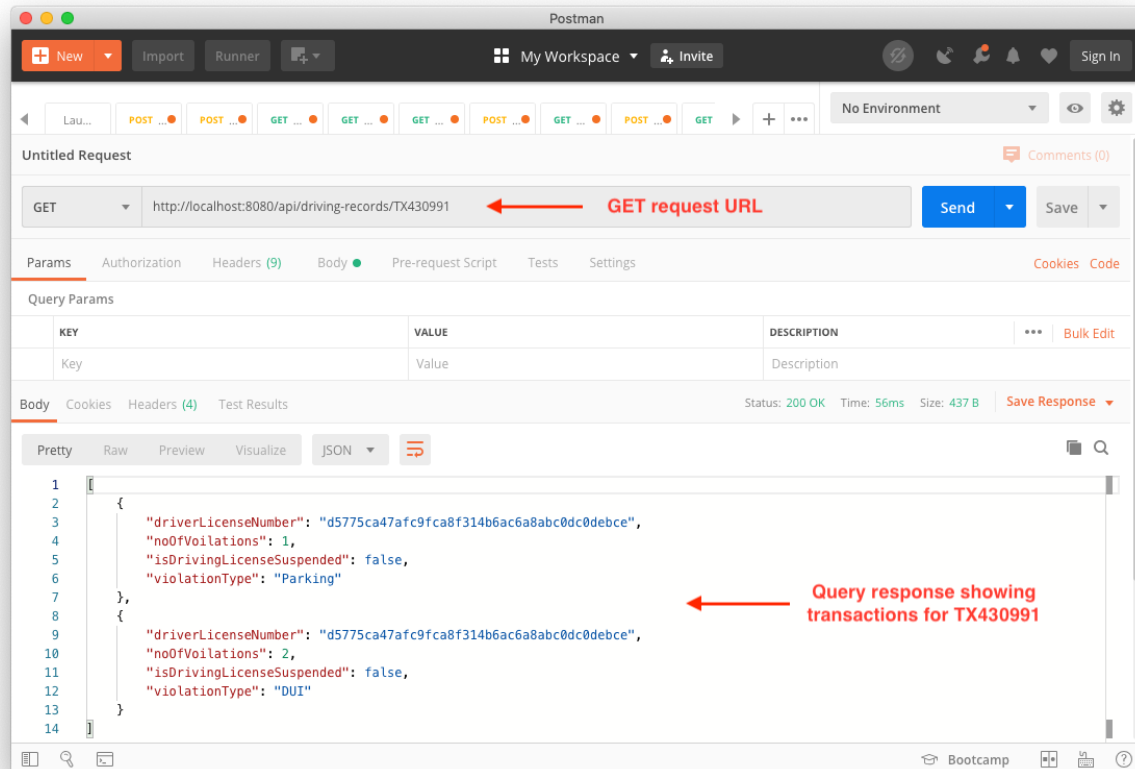 Postman
New Import Runner My Workspace Invite Sign In
Lau... POST ... POST ... GET ... GET ... GET ... POST ... GET ... POST ... GET + ••• No Environment
Untitled Request Comments (0)
GET http://localhost:8080/api/driving-records/TX430991 GET request URL Send Save
Params Authorization Headers (9) Body Pre-request Script Tests Settings Cookies Code
Query Params
KEY VALUE DESCRIPTION ••• Bulk Edit
Key Value Description
Body Cookies Headers (4) Test Results Status: 200 OK Time: 56ms Size: 437 B Save Response
Pretty Raw Preview Visualize JSON
1 [
2 {
3 "driverLicenseNumber": "d5775ca47afc9fca8f314b6ac6a8abc0dc0debce",
4 "noOfVoilations": 1,
5 "isDrivingLicenseSuspended": false,
6 "violationType": "Parking"
7 },
8 {
9 "driverLicenseNumber": "d5775ca47afc9fca8f314b6ac6a8abc0dc0debce",
10 "noOfVoilations": 2,
11 "isDrivingLicenseSuspended": false,
12 "violationType": "DUI"
13 }
14 ]
Query response showing
transactions for TX430991
Bootcamp ?